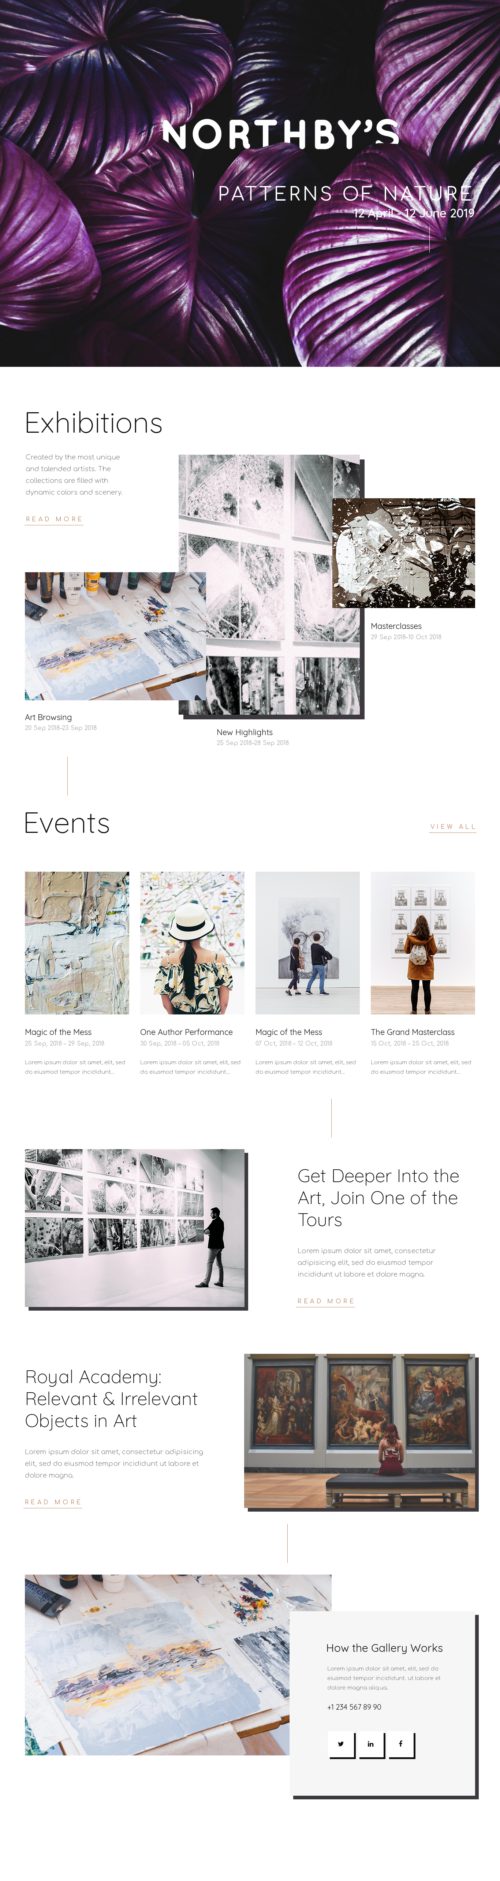 NORTHBY'S
PATTERNS OF NATURE
12 April - 12 June 2019
Exhibitions
Created by the most unique
and talended artists. The
collections are filled with
dynamic colors and scenery.
READ MORE
Masterclasses
29 Sep 2018-10 Oct 2018
Art Browsing
20 Sep 2018-23 Sep 2018
New Highlights
25 Sep 2018-28 Sep 2018
Events
VIEW ALL
Magic of the Mess
25 Sep, 2018 - 29 Sep, 2018
Lorem ipsum dolor sit amet, elit, sed
do eiusmod tempor incididunt...
One Author Performance
30 Sep, 2018 - 05 Oct, 2018
Lorem ipsum dolor sit amet, elit, sed
do eiusmod tempor incididunt...
Magic of the Mess
07 Oct, 2018 - 12 Oct, 2018
Lorem ipsum dolor sit amet, elit, sed
do eiusmod tempor incididunt...
The Grand Masterclass
15 Oct, 2018 - 25 Oct, 2018
Lorem ipsum dolor sit amet, elit, sed
do eiusmod tempor incididunt...
Get Deeper Into the
Art, Join One of the
Tours
Lorem ipsum dolor sit amet, consectetur
adipisicing elit, sed do eiusmod tempor
incididunt ut labore et dolore magna.
READ MORE
Royal Academy:
Relevant & Irrelevant
Objects in Art
Lorem ipsum dolor sit amet, consectetur adipisicing
elit, sed do eiusmod tempor incididunt ut labore et
dolore magna.
READ MORE
How the Gallery Works
Lorem ipsum dolor sit amet, elit, sed do
eiusmod tempor incididunt ut labore et
dolore magna aliqua.
+1 234 567 89 90